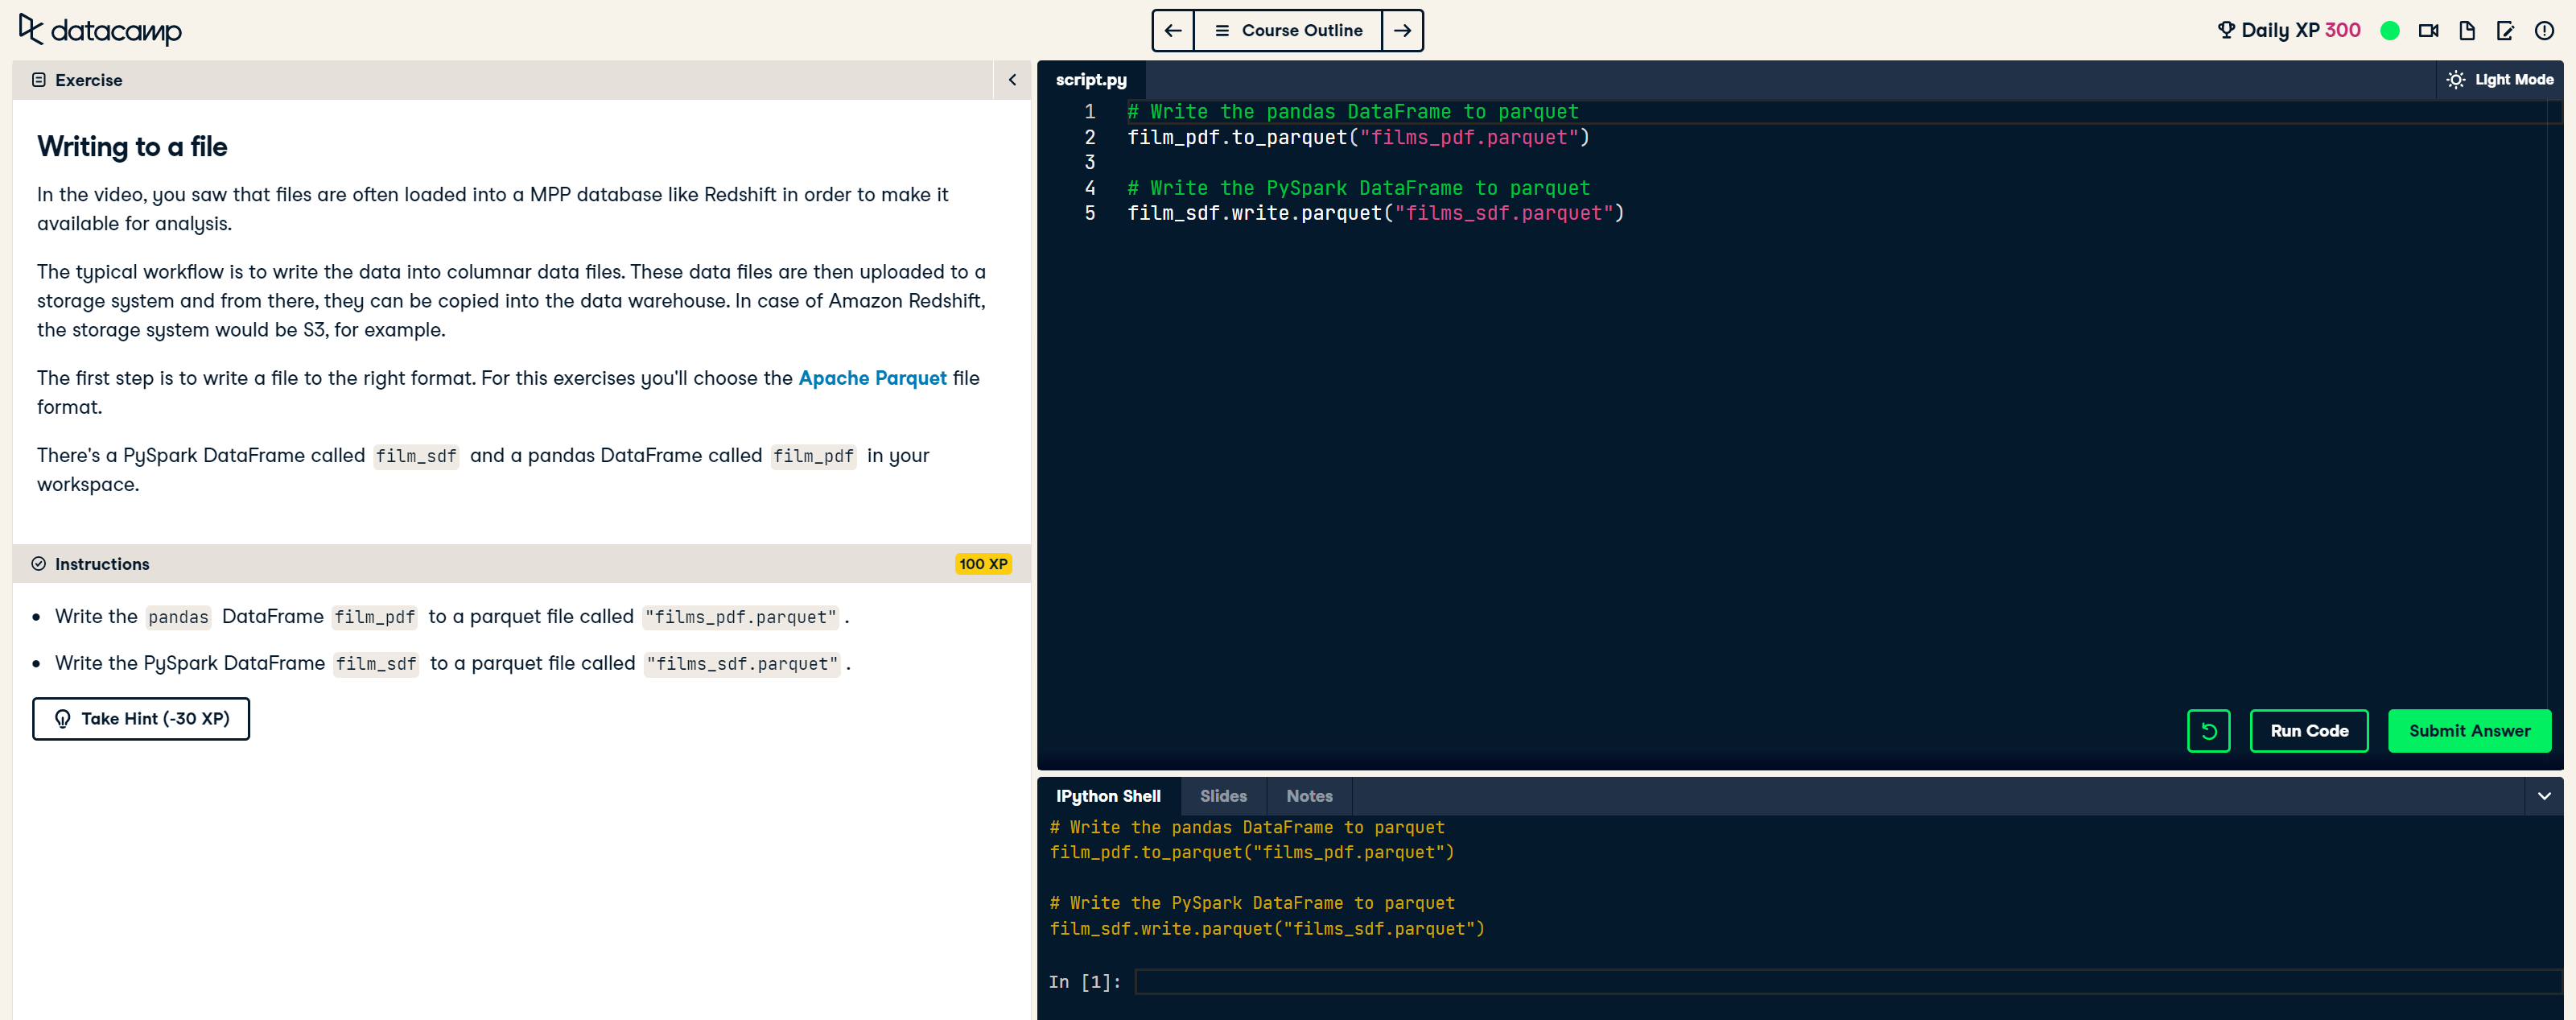 datacamp
Course Outline
Daily XP 300
Exercise
Writing to a file
In the video, you saw that files are often loaded into a MPP database like Redshift in order to make it
available for analysis.
The typical workflow is to write the data into columnar data files. These data files are then uploaded to a
storage system and from there, they can be copied into the data warehouse. In case of Amazon Redshift,
the storage system would be S3, for example.
The first step is to write a file to the right format. For this exercises you'll choose the Apache Parquet file
format.
There's a PySpark DataFrame called film_sdf and a pandas DataFrame called film_pdf in your
workspace.
Instructions
100 XP
• Write the pandas DataFrame film_pdf to a parquet file called "films_pdf.parquet" .
• Write the PySpark DataFrame film_sdf to a parquet file called "films_sdf.parquet" .
Take Hint (-30 XP)
script.py
Light Mode
1 # Write the pandas DataFrame to parquet
2 film_pdf.to_parquet("films_pdf.parquet")
3
4 # Write the PySpark DataFrame to parquet
5 film_sdf.write.parquet("films_sdf.parquet")
Run Code
Submit Answer
IPython Shell
Slides
Notes
# Write the pandas DataFrame to parquet
film_pdf.to_parquet("films_pdf.parquet")
# Write the PySpark DataFrame to parquet
film_sdf.write.parquet("films_sdf.parquet")
In [1]: